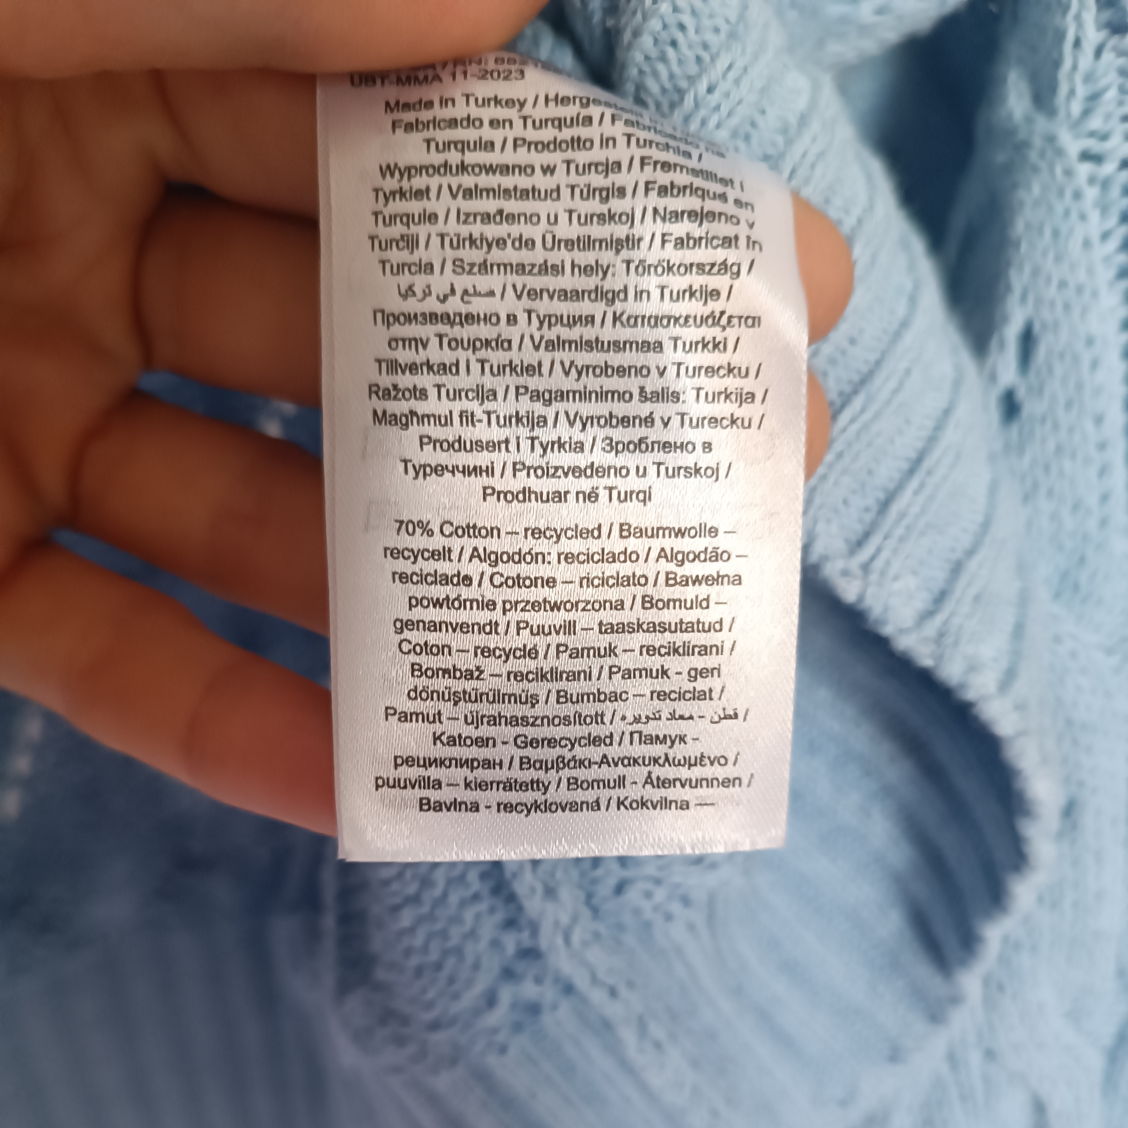 UBT-MMA 11-2023
Made in Turkey / Hergestellt
Fabricado en Turquía / Fabricado na
Turquia / Prodotto in Turchia /
Wyprodukowano w Turcja / Fremstillet i
Tyrkiet / Valmistatud Türgis / Fabriqué en
Turquie / Izrađeno u Turskoj / Narejeno v
Turčiji / Türkiye'de Üretilmiştir / Fabricat în
Turcia / Származási hely: Törökország /
صنع في تركيا / Vervaardigd in Turkije /
Произведено в Турция / Κατασκευάζεται
στην Τουρκία / Valmistusmaa Turkki /
Tillverkad i Turkiet / Vyrobeno v Turecku /
Ražots Turcija / Pagaminimo šalis: Turkija /
Magħmul fit-Turkija / Vyrobené v Turecku /
Produsert i Tyrkia / Зроблено в
Туреччині / Proizvedeno u Turskoj /
Prodhuar në Turqi
70% Cotton – recycled / Baumwolle –
recycelt / Algodón: reciclado / Algodão –
reciclado / Cotone – riciclato / Bawełna
powtórnie przetworzona / Bomuld –
genanvendt / Puuvill – taaskasutatud /
Coton – recyclé / Pamuk – reciklirani /
Bombaž – reciklirani / Pamuk - geri
dönüştürülmüş / Bumbac – reciclat /
Pamut – újrahasznosított / قطن - معاد تدويره /
Katoen - Gerecycled / Памук -
рециклиран / Βαμβάκι-Ανακυκλωμένο /
puuvilla – kierrätetty / Bomull - Återvunnen /
Bavlna - recyklovaná / Kokvilna —